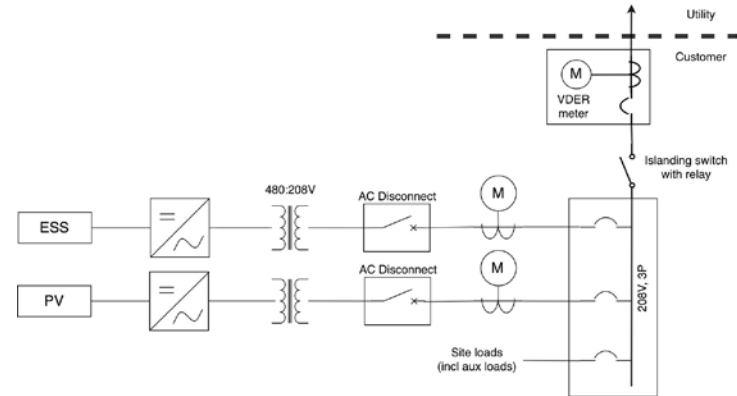 Utility
Customer
M
VDER
meter
Islanding switch
with relay
480:208V
AC Disconnect
M
ESS
AC Disconnect
M
PV
208V, 3P
Site loads
(incl aux loads)